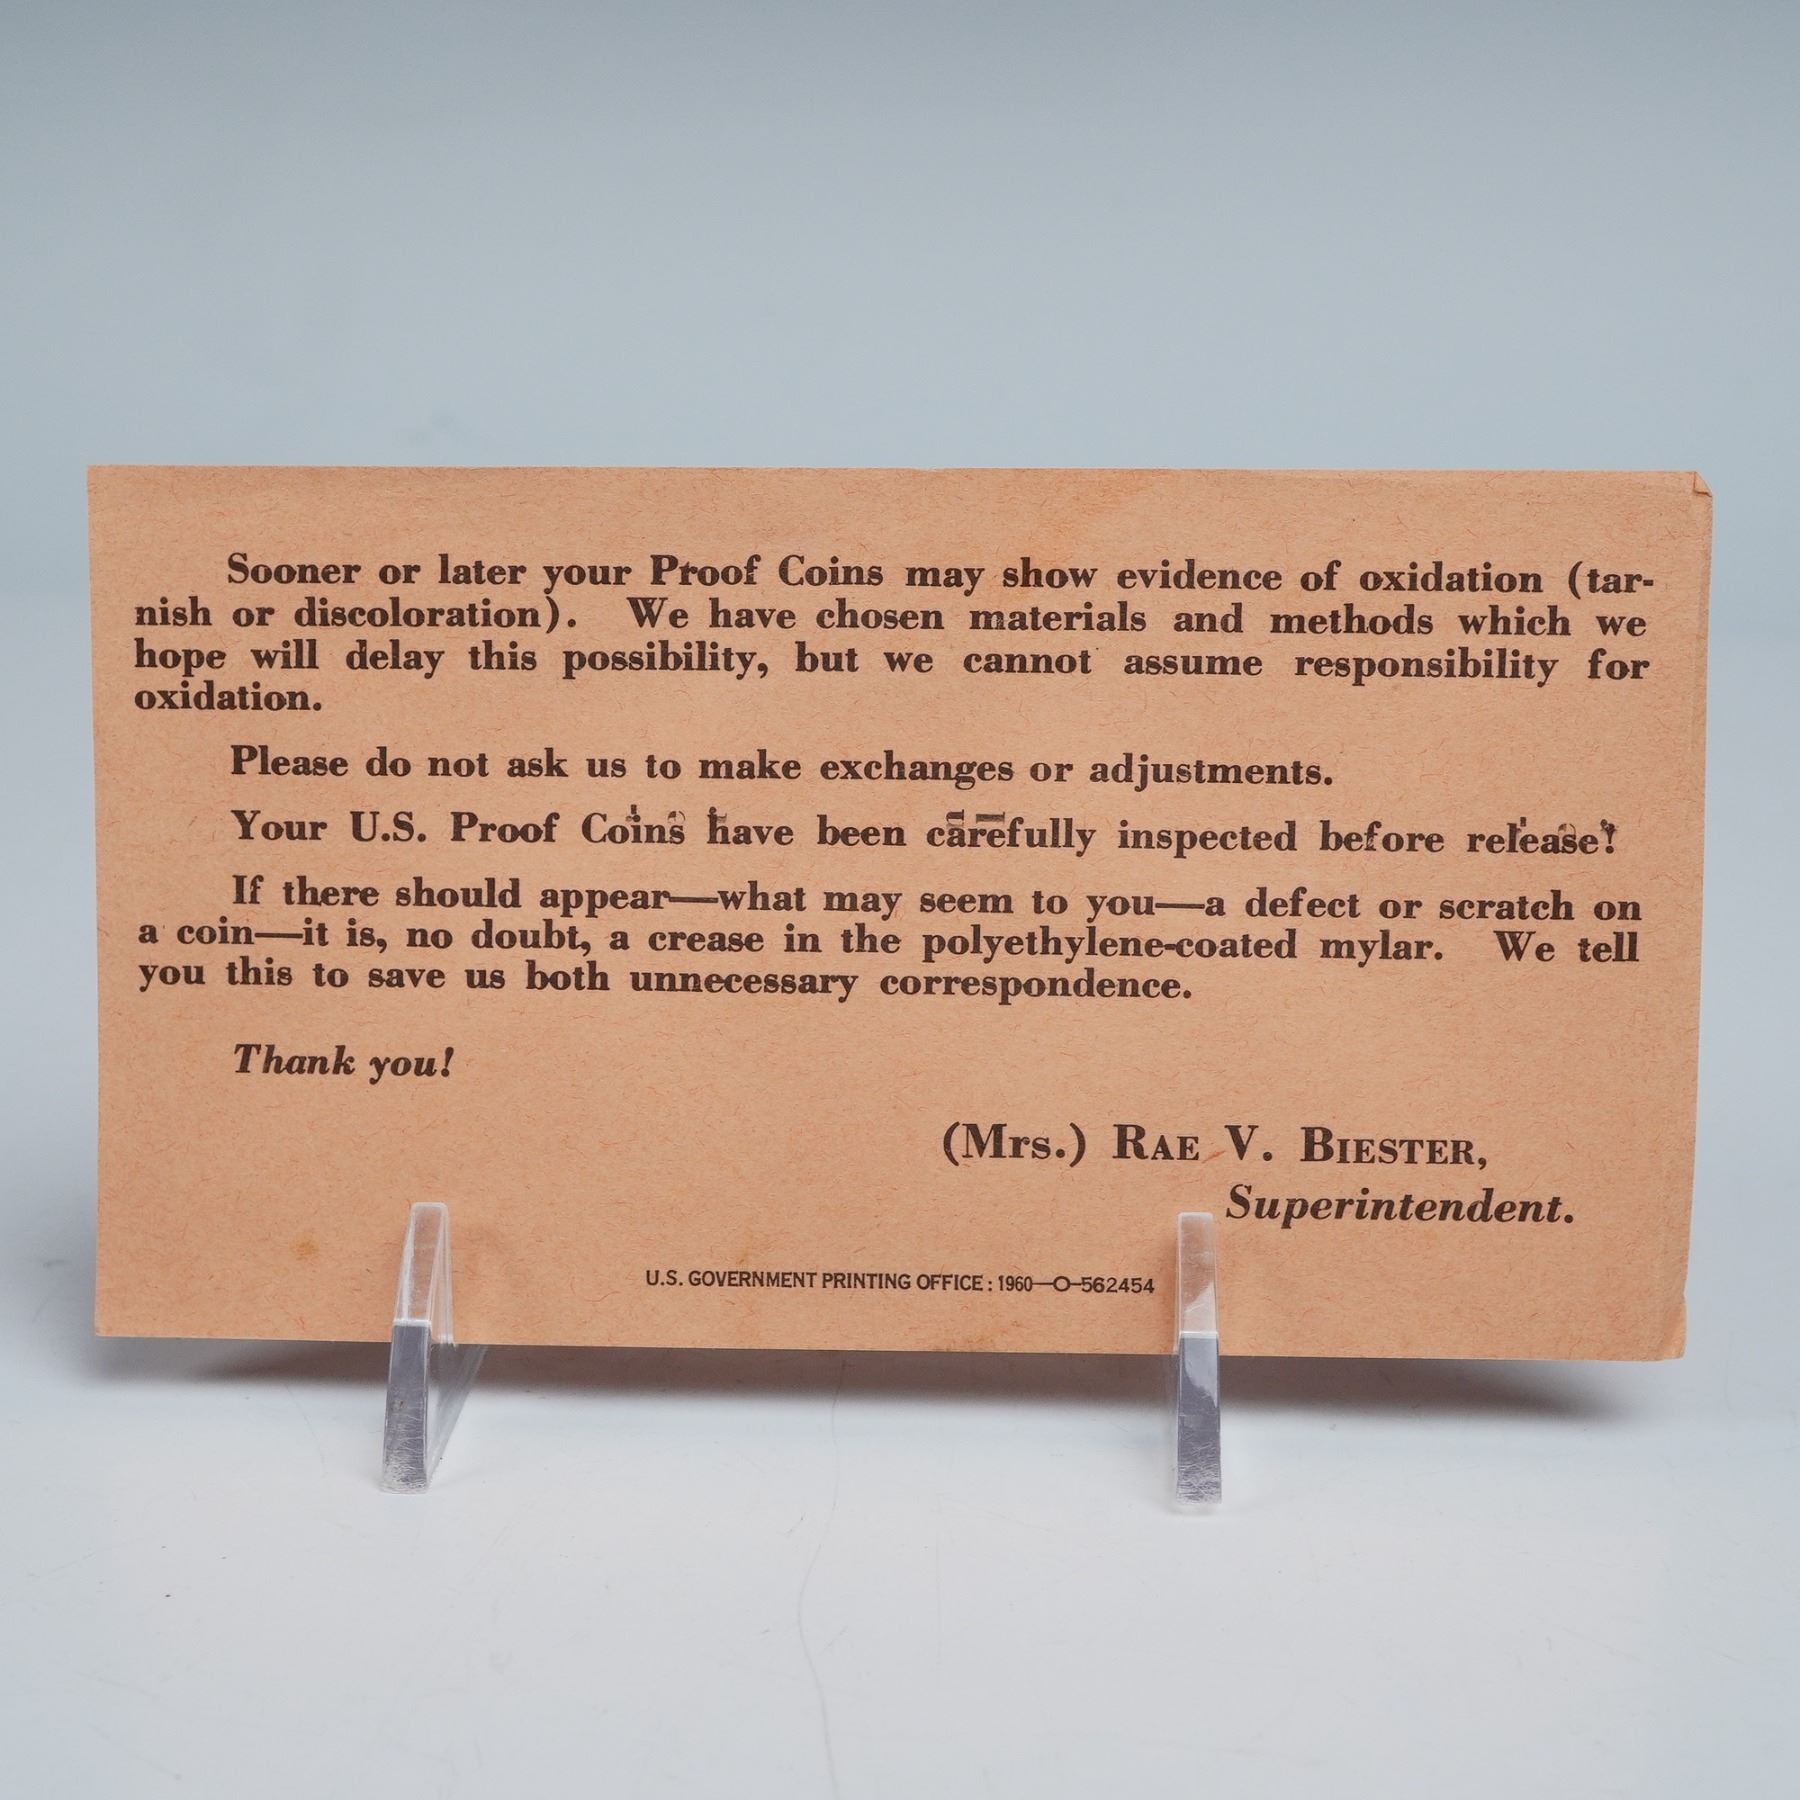 Sooner or later your Proof Coins may show evidence of oxidation (tar-
nish or discoloration). We have chosen materials and methods which we
hope will delay this possibility, but we cannot assume responsibility for
oxidation.
Please do not ask us to make exchanges or adjustments.
Your U.S. Proof Coins have been carefully inspected before release!
If there should appear—what may seem to you—a defect or scratch on
a coin—it is, no doubt, a crease in the polyethylene-coated mylar. We tell
you this to save us both unnecessary correspondence.
Thank you!
(Mrs.) RAE V. BIESTER,
Superintendent.
U.S. GOVERNMENT PRINTING OFFICE : 1960—O-562454